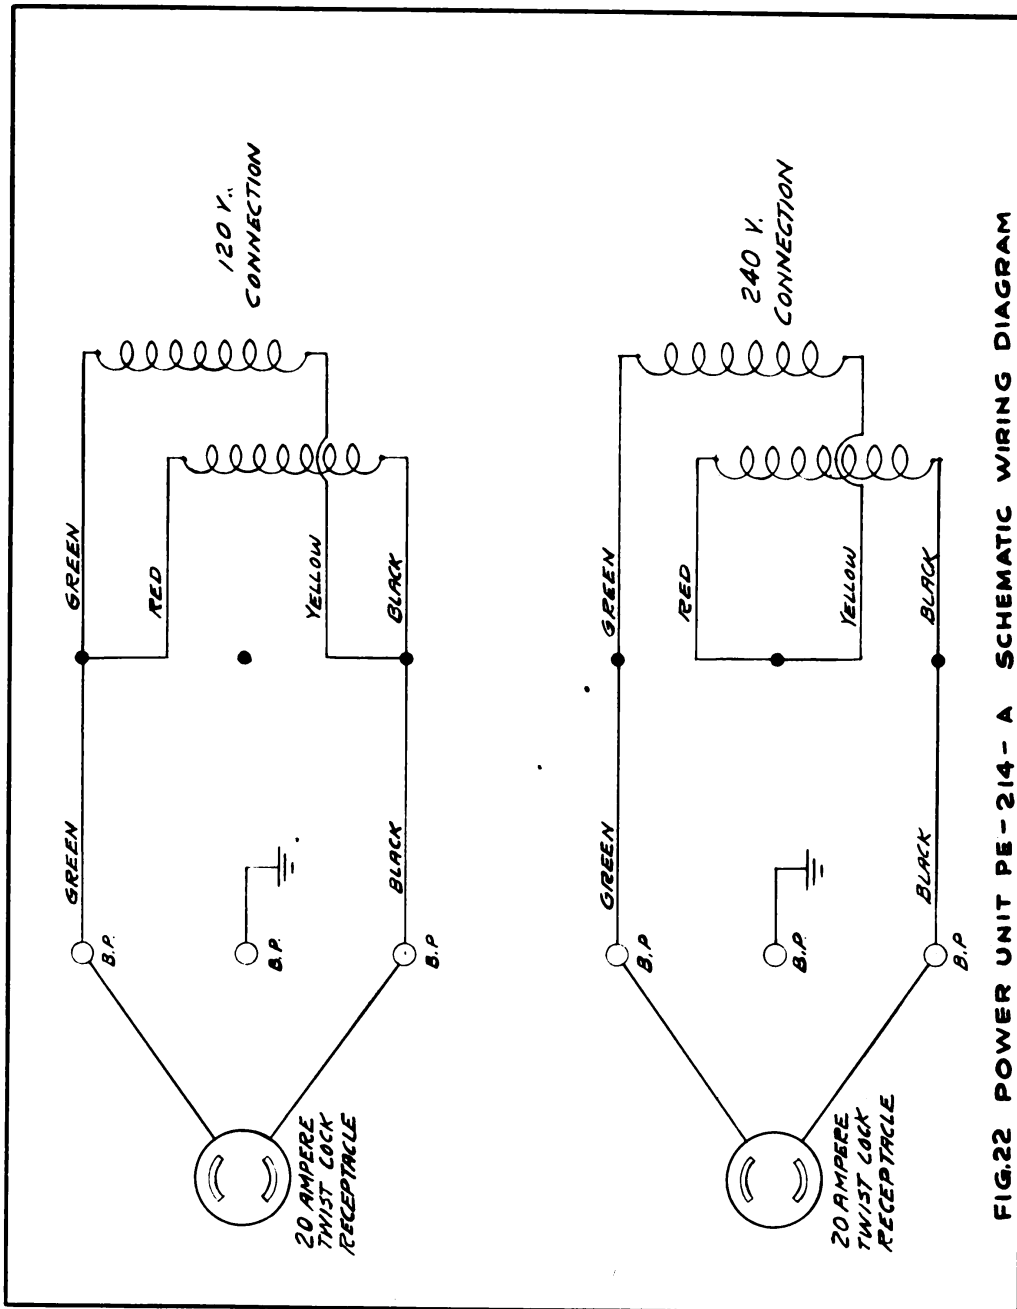 20 AMPERE
TWIST LOCK
RECEPTACLE
B.P.
B.P.
B.P
GREEN
BLACK
GREEN
RED
YELLOW
BLACK
120 V..
CONNECTION
20 AMPERE
TWIST LOCK
RECEPTACLE
B.P
B.P.
B.P
GREEN
BLACK
GREEN
RED
YELLOW
BLACK
240 V.
CONNECTION
FIG.22 POWER UNIT PE-214-A SCHEMATIC WIRING DIAGRAM